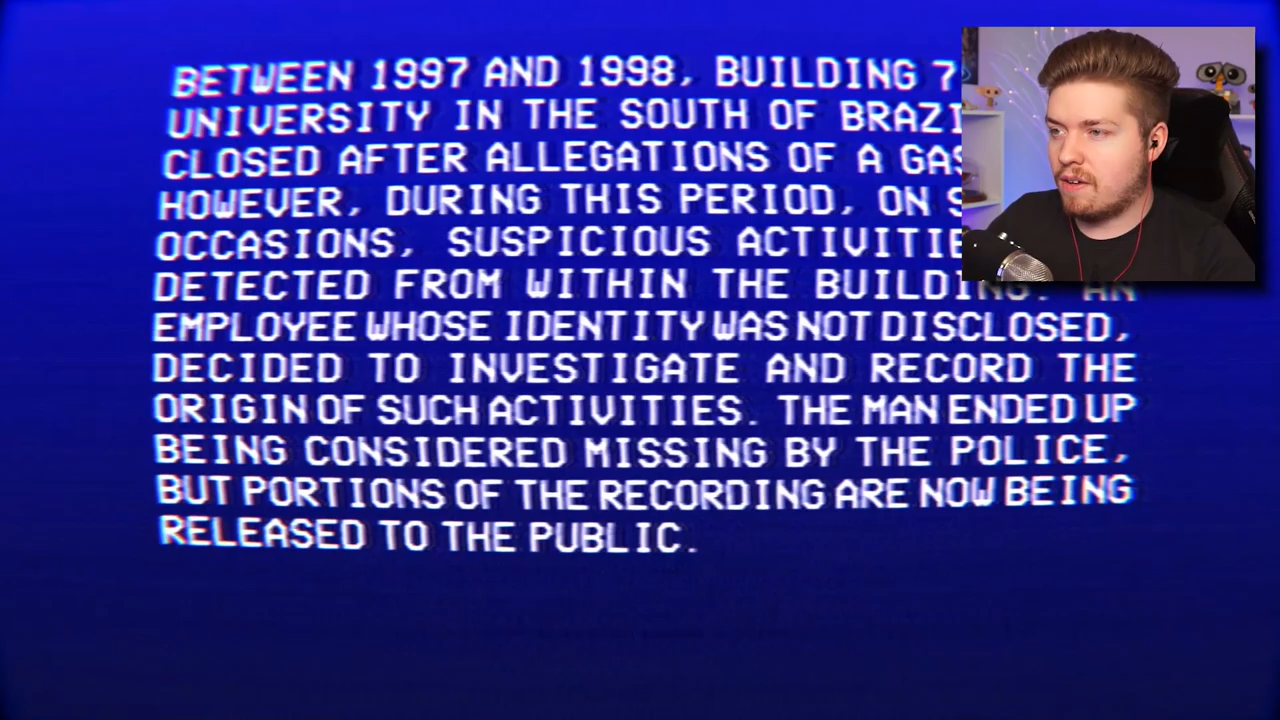 BETWEEN 1997 AND 1998, BUILDING 7
UNIVERSITY IN THE SOUTH OF
CLOSED AFTER ALLEGATIONS OF A
HOWEVER, DURING THIS PERIOD, ON
OCCASIONS, SUSPICIOUS
DETECTED FROM WITHIN THE BUILDING. AN
EMPLOYEE WHOSE IDENTITY WAS NOT DISCLOSED,
DECIDED TO INVESTIGATE AND RECORD THE
ORIGIN OF SUCH ACTIVITIES. THE MAN ENDED UP
BEING CONSIDERED MISSING BY THE POLICE,
BUT PORTIONS OF THE RECORDING ARE NOW BEING
RELEASED TO THE PUBLIC.